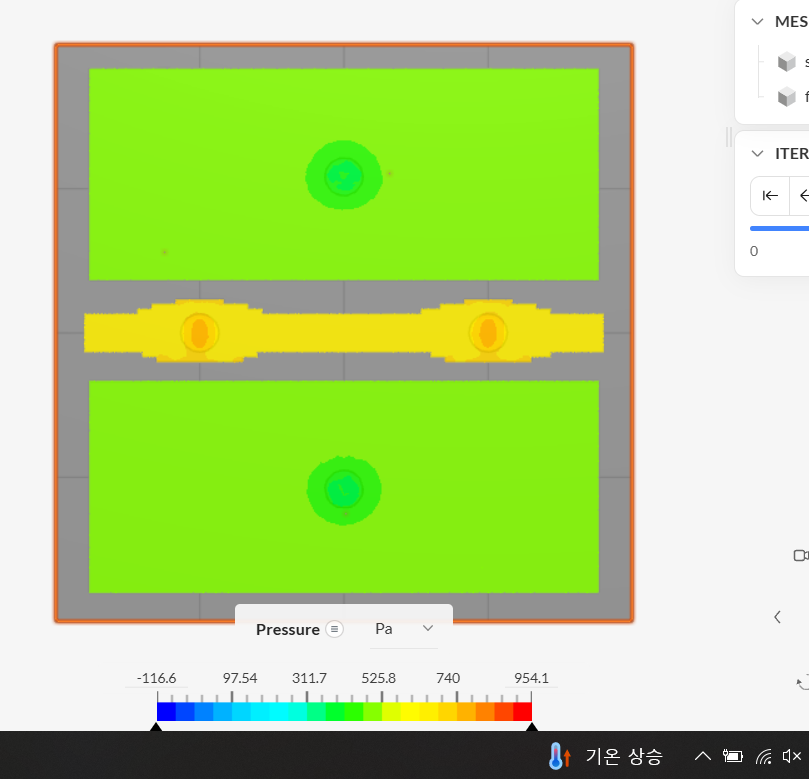 MES
s
f
ITER
0
Pressure Pa
-116.6 97.54 311.7 525.8 740 954.1
기온 상승